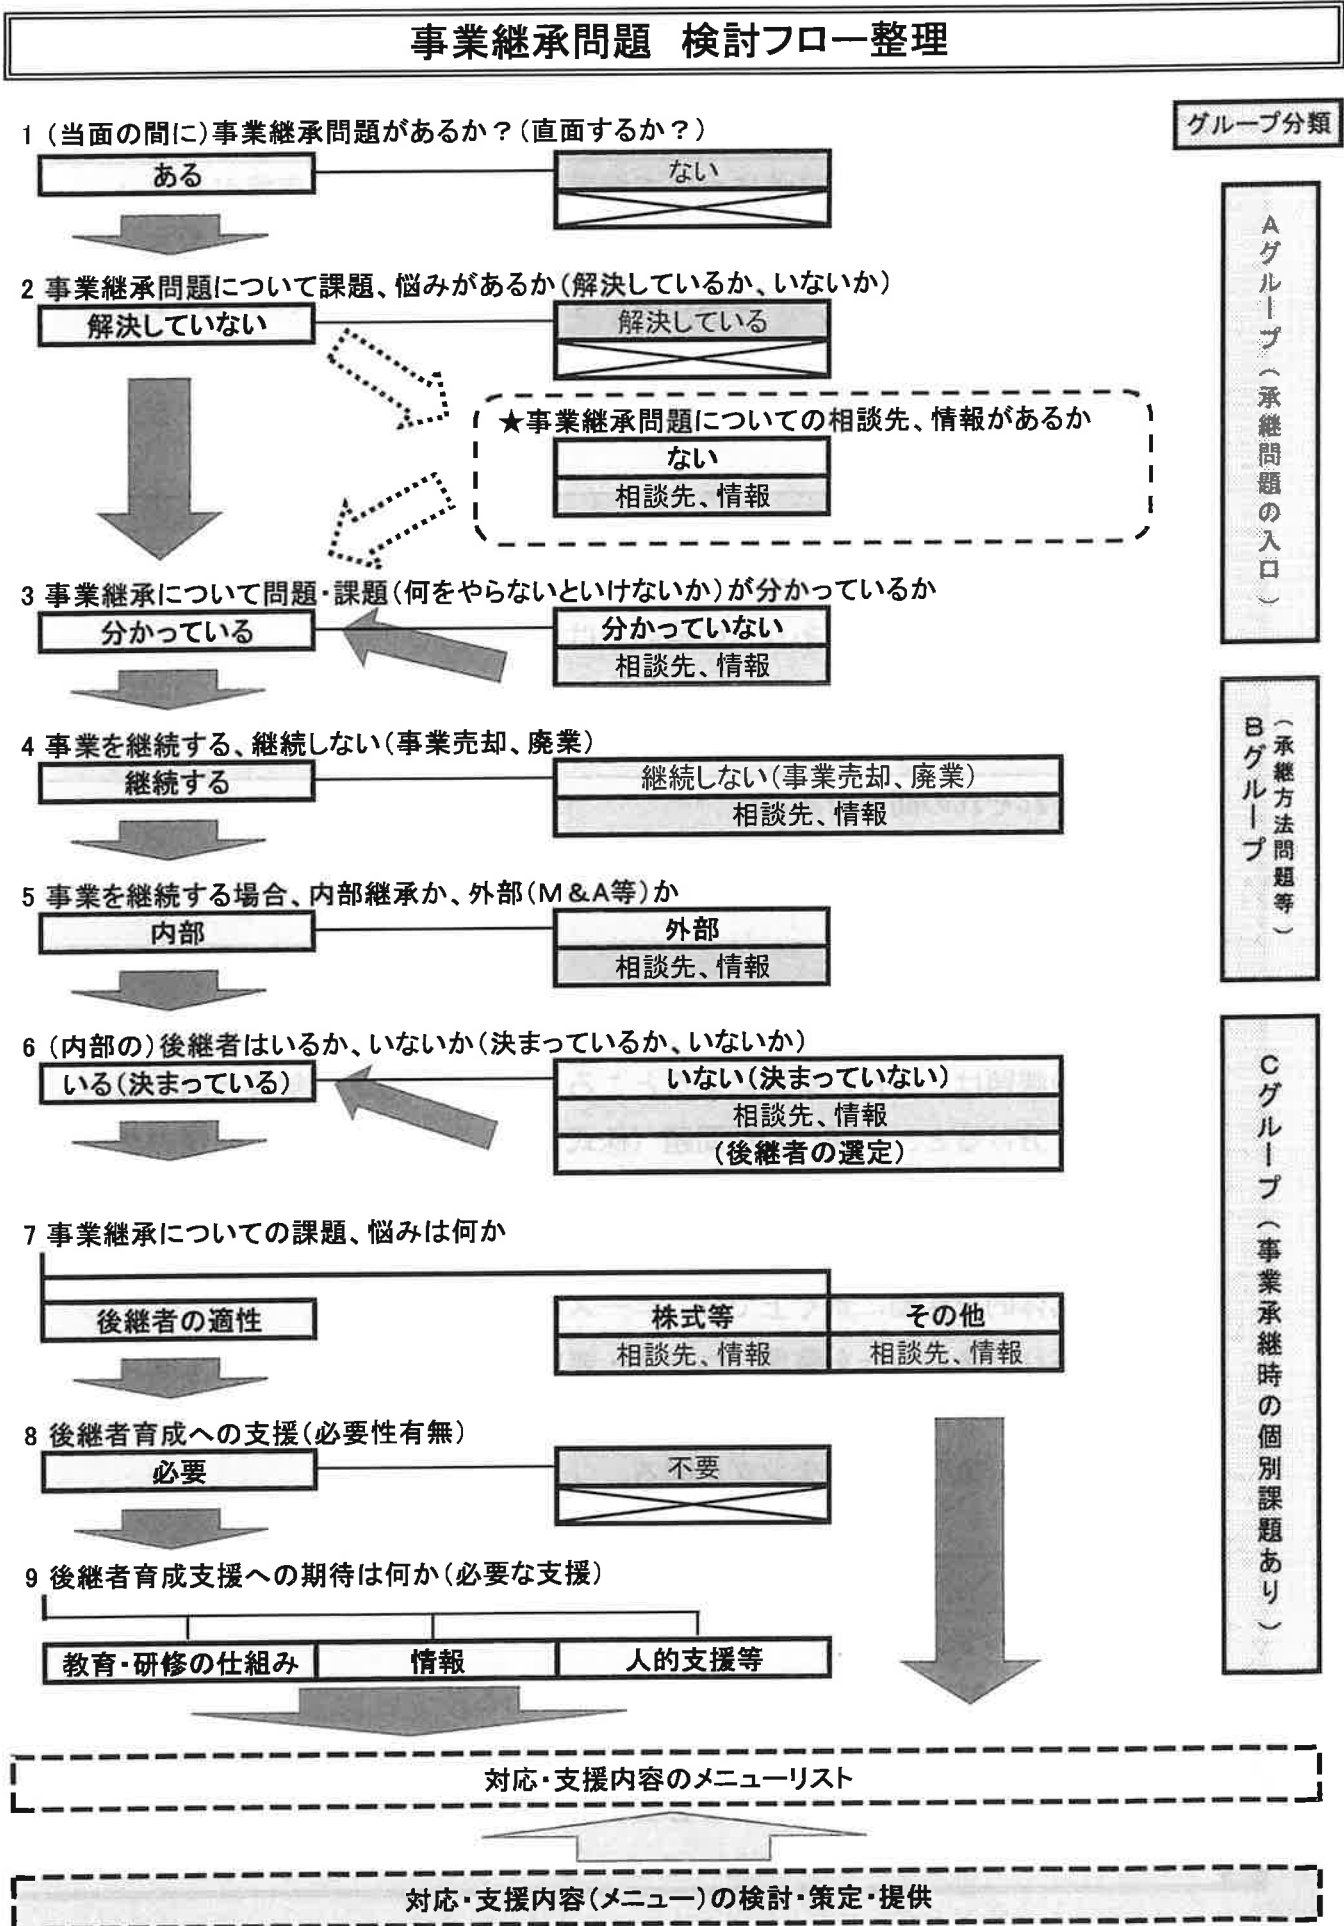 事業継承問題 検討フロー整理
グループ分類
1 (当面の間に)事業継承問題があるか?(直面するか?)
ある
ない
2 事業継承問題について課題、悩みがあるか(解決しているか、いないか)
解決していない
解決している
★事業継承問題についての相談先、情報があるか
ない
相談先、情報
3 事業継承について問題・課題(何をやらないといけないか)が分かっているか
分かっている
分かっていない
相談先、情報
Aグループ(承継問題の入口)
4 事業を継続する、継続しない(事業売却、廃業)
継続する
継続しない(事業売却、廃業)
相談先、情報
5 事業を継続する場合、内部継承か、外部(M&A等)か
内部
外部
相談先、情報
Bグループ
(承継方法問題等)
6 (内部の)後継者はいるか、いないか(決まっているか、いないか)
いる(決まっている)
いない(決まっていない)
相談先、情報
(後継者の選定)
7 事業継承についての課題、悩みは何か
後継者の適性
株式等
その他
相談先、情報
相談先、情報
8 後継者育成への支援(必要性有無)
必要
不要
9 後継者育成支援への期待は何か(必要な支援)
教育・研修の仕組み
情報
人的支援等
Cグループ(事業承継時の個別課題あり)
対応・支援内容のメニューリスト
対応・支援内容(メニュー)の検討・策定・提供